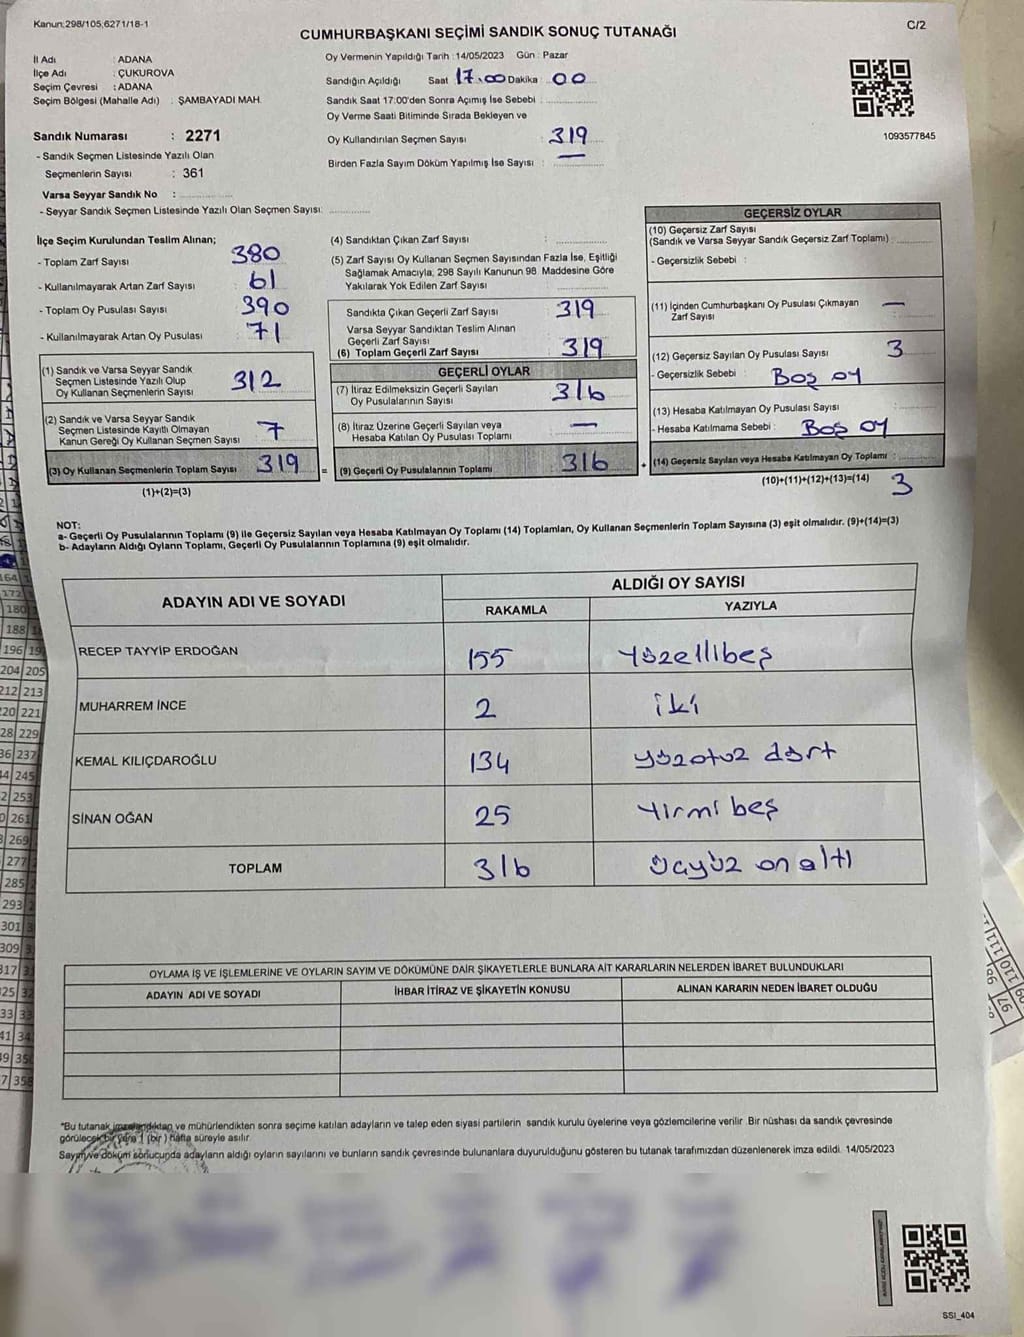 Kanun:298/105,6271/18-1
C/2
CUMHURBAŞKANI SEÇİMİ SANDIK SONUÇ TUTANAĞI
İl Adı : ADANA
İlçe Adı : ÇUKUROVA
Seçim Çevresi : ADANA
Seçim Bölgesi (Mahalle Adı) : ŞAMBAYADI MAH.
Sandık Numarası : 2271
- Sandık Seçmen Listesinde Yazılı Olan
Seçmenlerin Sayısı : 361
Varsa Seyyar Sandık No :
- Seyyar Sandık Seçmen Listesinde Yazılı Olan Seçmen Sayısı:
Oy Vermenin Yapıldığı Tarih :14/05/2023 Gün : Pazar
Sandığın Açıldığı Saat 17.00 Dakika 00
Sandık Saat 17:00'den Sonra Açımış İse Sebebi :
Oy Verme Saati Bitiminde Sırada Bekleyen ve
Oy Kullandırılan Seçmen Sayısı : 319
Birden Fazla Sayım Döküm Yapılmış İse Sayısı : —
1093577845
İlçe Seçim Kurulundan Teslim Alınan;
- Toplam Zarf Sayısı 380
- Kullanılmayarak Artan Zarf Sayısı 61
- Toplam Oy Pusulası Sayısı 390
- Kullanılmayarak Artan Oy Pusulası 71
(1) Sandık ve Varsa Seyyar Sandık
Seçmen Listesinde Yazılı Olup
Oy Kullanan Seçmenlerin Sayısı 312
(2) Sandık ve Varsa Seyyar Sandık
Seçmen Listesinde Kayıtlı Olmayan
Kanun Gereği Oy Kullanan Seçmen Sayısı : 7
(3) Oy Kullanan Seçmenlerin Toplam Sayısı 319 =
(1)+(2)=(3)
(4) Sandıktan Çıkan Zarf Sayısı :
(5) Zarf Sayısı Oy Kullanan Seçmen Sayısından Fazla İse, Eşitliği
Sağlamak Amacıyla, 298 Sayılı Kanunun 98. Maddesine Göre
Yakılarak Yok Edilen Zarf Sayısı
Sandıkta Çıkan Geçerli Zarf Sayısı 319
Varsa Seyyar Sandıktan Teslim Alınan
Geçerli Zarf Sayısı
(6) Toplam Geçerli Zarf Sayısı 319
GEÇERLİ OYLAR
(7) İtiraz Edilmeksizin Geçerli Sayılan
Oy Pusulalarının Sayısı 316
(8) İtiraz Üzerine Geçerli Sayılan veya
Hesaba Katılan Oy Pusulası Toplamı —
(9) Geçerli Oy Pusulalarının Toplamı 316 +
GEÇERSİZ OYLAR
(10) Geçersiz Zarf Sayısı
(Sandık ve Varsa Seyyar Sandık Geçersiz Zarf Toplamı) :
- Geçersizlik Sebebi :
(11) İçinden Cumhurbaşkanı Oy Pusulası Çıkmayan
Zarf Sayısı —
(12) Geçersiz Sayılan Oy Pusulası Sayısı 3
- Geçersizlik Sebebi : Boş oy
(13) Hesaba Katılmayan Oy Pusulası Sayısı
- Hesaba Katılmama Sebebi : Boş oy
(14) Geçersiz Sayılan veya Hesaba Katılmayan Oy Toplamı :
(10)+(11)+(12)+(13)=(14) 3
NOT:
a- Geçerli Oy Pusulalarının Toplamı (9) ile Geçersiz Sayılan veya Hesaba Katılmayan Oy Toplamı (14) Toplamları, Oy Kullanan Seçmenlerin Toplam Sayısına (3) eşit olmalıdır. (9)+(14)=(3)
b- Adayların Aldığı Oyların Toplamı, Geçerli Oy Pusulalarının Toplamına (9) eşit olmalıdır.
ADAYIN ADI VE SOYADI
ALDIĞI OY SAYISI
RAKAMLA YAZIYLA
RECEP TAYYİP ERDOĞAN 155 Yüzellibeş
MUHARREM İNCE 2 iki
KEMAL KILIÇDAROĞLU 134 yüzotuz dört
SİNAN OĞAN 25 Yirmi beş
TOPLAM 316 Üçyüz on altı
OYLAMA İŞ VE İŞLEMLERİNE VE OYLARIN SAYIM VE DÖKÜMÜNE DAİR ŞİKAYETLERLE BUNLARA AİT KARARLARIN NELERDEN İBARET BULUNDUKLARI
ADAYIN ADI VE SOYADI İHBAR İTİRAZ VE ŞİKAYETİN KONUSU ALINAN KARARIN NEDEN İBARET OLDUĞU
*Bu tutanak imzalandıktan ve mühürlendikten sonra seçime katılan adayların ve talep eden siyasi partilerin sandık kurulu üyelerine veya gözlemcilerine verilir. Bir nüshası da sandık çevresinde
görülecek bir yere 1 (bir) hafta süreyle asılır.
Sayım ve döküm sonucunda adayların aldığı oyların sayılarını ve bunların sandık çevresinde bulunanlara duyurulduğunu gösteren bu tutanak tarafımızdan düzenlenerek imza edildi. 14/05/2023
SSI_404